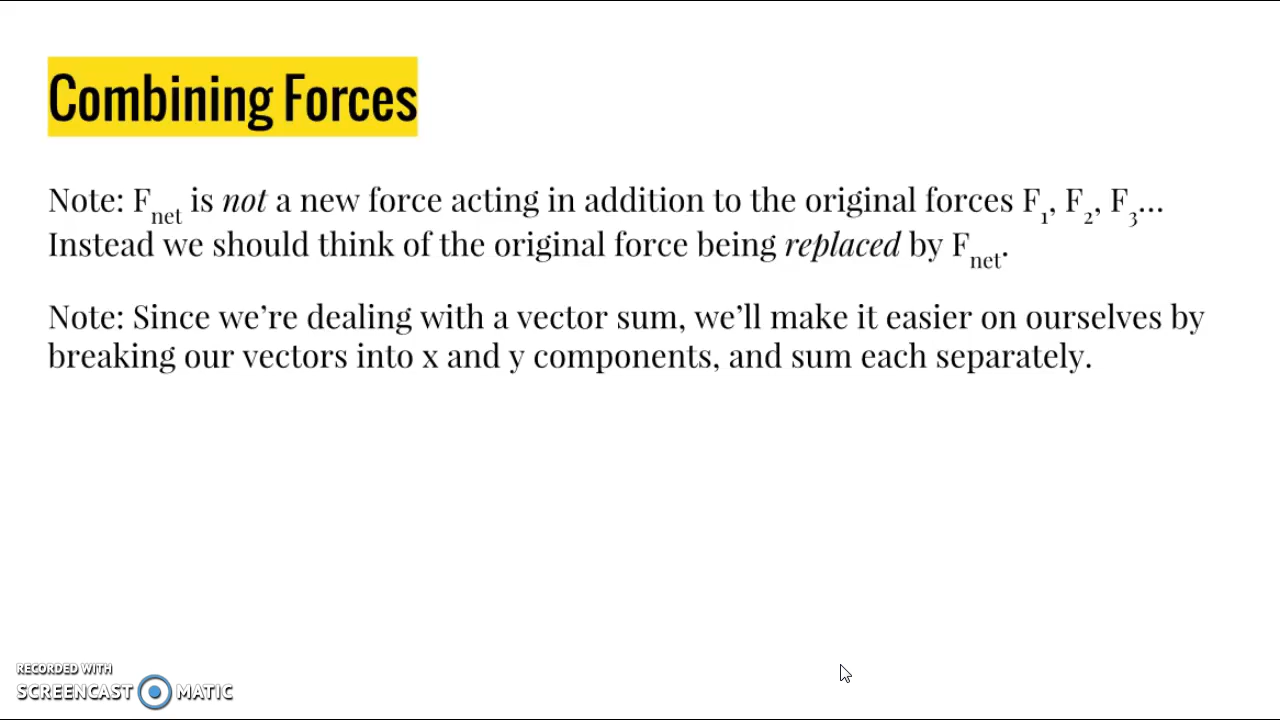 Combining Forces
Note: Fnet is not a new force acting in addition to the original forces F1, F2, F3...
Instead we should think of the original force being replaced by Fnet.
Note: Since we’re dealing with a vector sum, we’ll make it easier on ourselves by
breaking our vectors into x and y components, and sum each separately.
RECORDED WITH
SCREENCAST MATIC